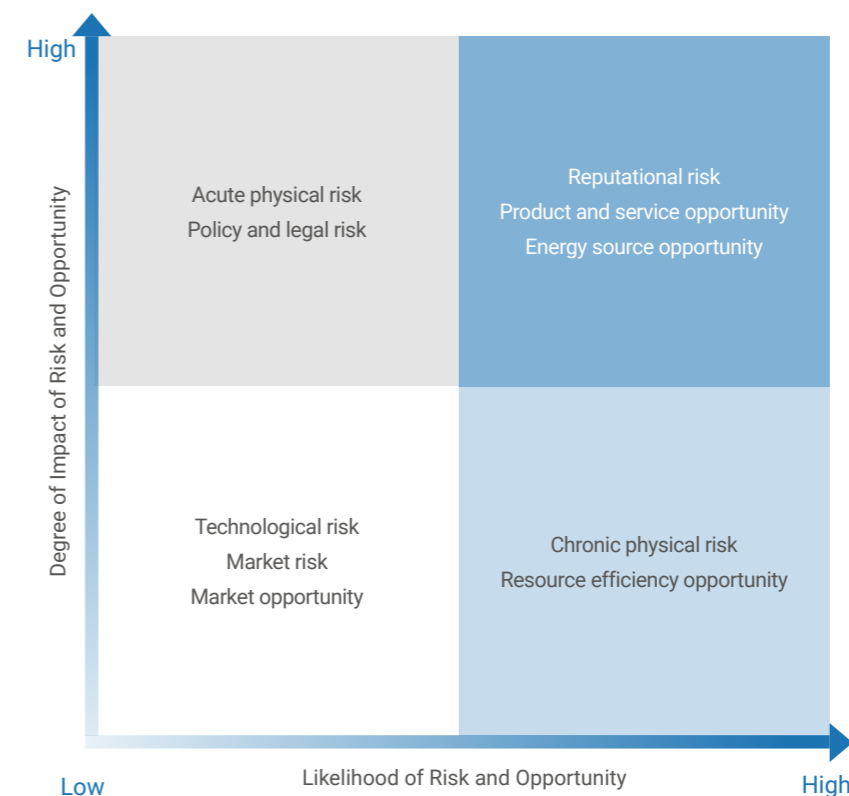 High
Degree of Impact of Risk and Opportunity
Acute physical risk
Policy and legal risk
Reputational risk
Product and service opportunity
Energy source opportunity
Technological risk
Market risk
Market opportunity
Chronic physical risk
Resource efficiency opportunity
Low
Likelihood of Risk and Opportunity
High